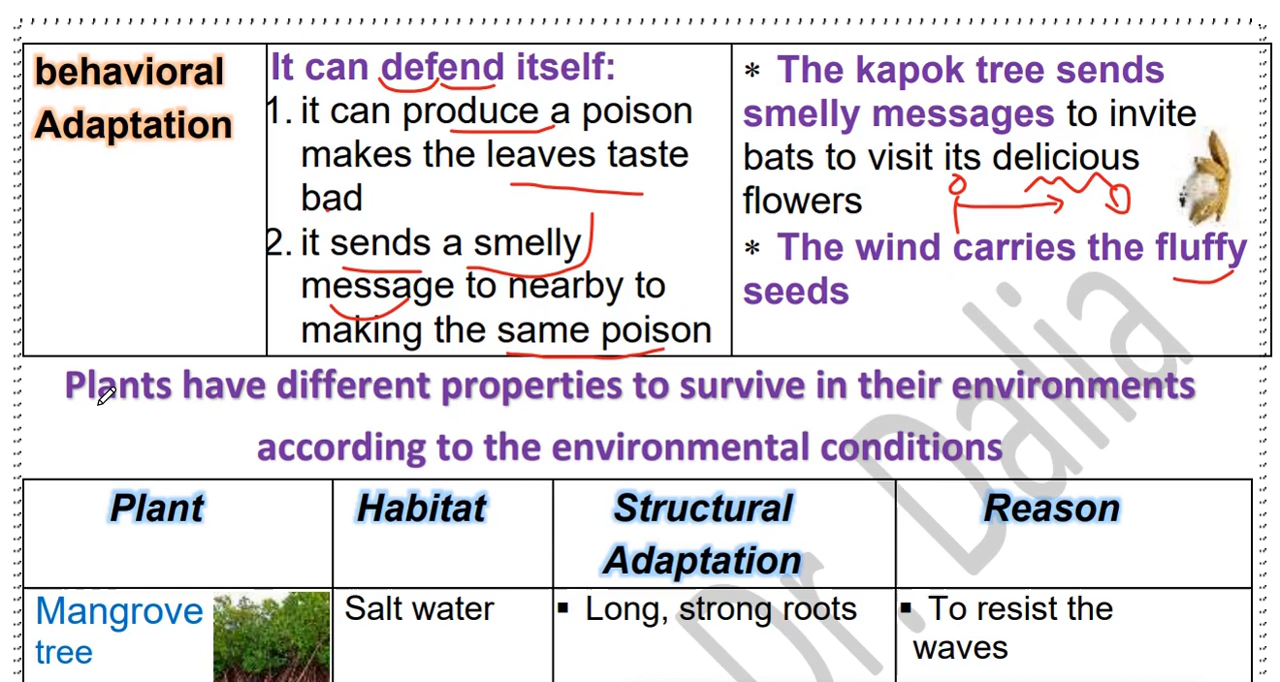 behavioral
Adaptation
It can defend itself:
1. it can produce a poison
makes the leaves taste
bad
2. it sends a smelly
message to nearby to
making the same poison
* The kapok tree sends
smelly messages to invite
bats to visit its delicious
flowers
* The wind carries the fluffy
seeds
Plants have different properties to survive in their environments
according to the environmental conditions
Plant
Habitat
Structural
Adaptation
Reason
Mangrove
tree
Salt water
▪ Long, strong roots
▪ To resist the
waves
Dr. Dalia